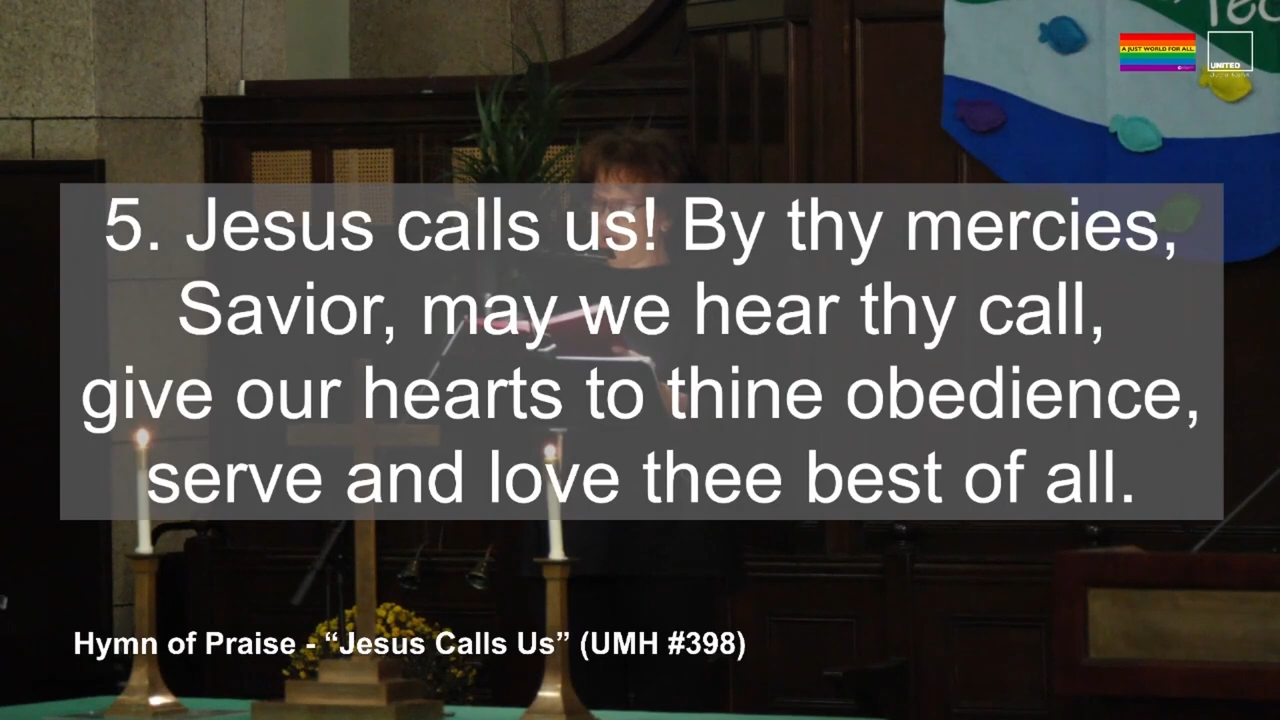 Tec
A JUST WORLD FOR ALL
UNITED
5. Jesus calls us! By thy mercies,
Savior, may we hear thy call,
give our hearts to thine obedience,
serve and love thee best of all.
Hymn of Praise - “Jesus Calls Us” (UMH #398)